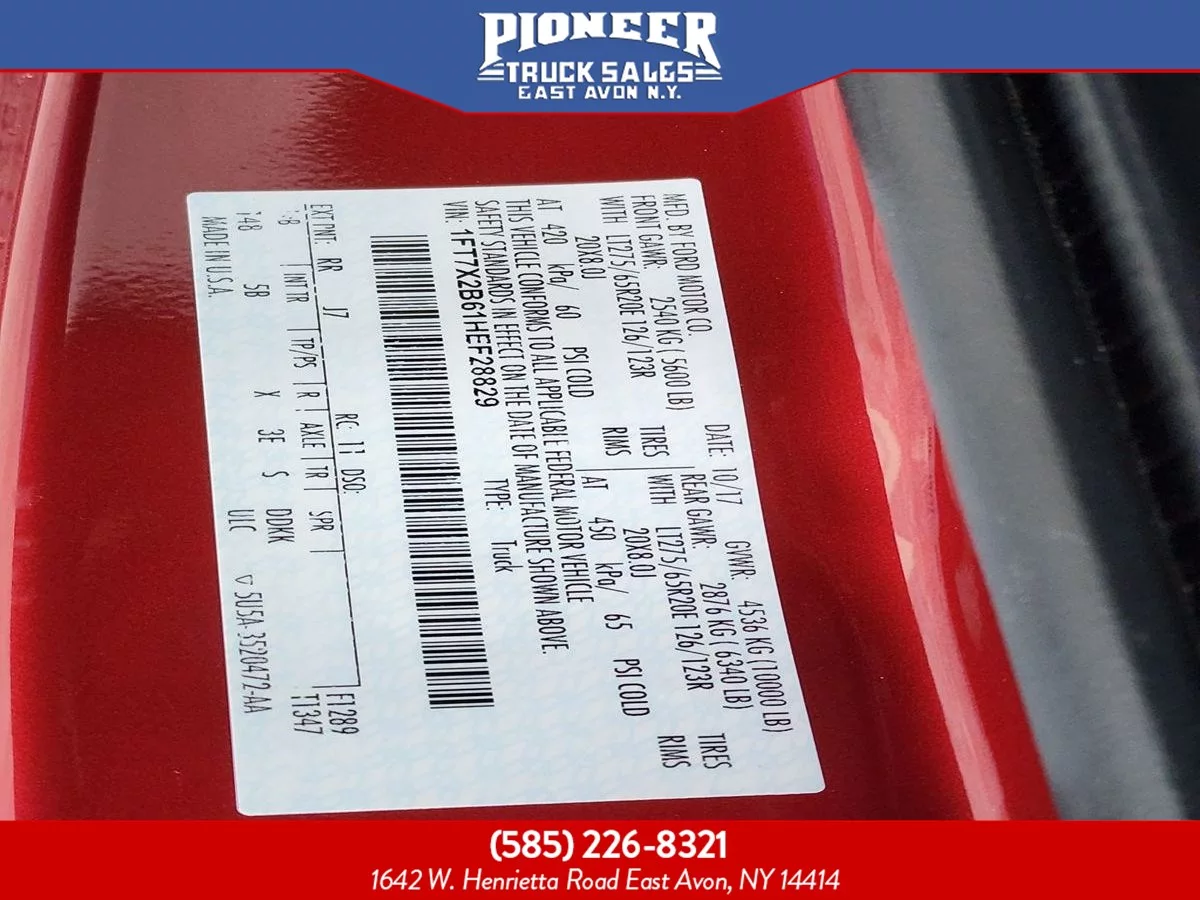 PIONEER
TRUCK SALES
EAST AVON N.Y.
MFD. BY FORD MOTOR CO.
DATE: 10/17 GVWR: 4536 KG (10000 LB)
FRONT GAWR: 2540 KG (5600 LB) REAR GAWR: 2876 KG (6340 LB)
WITH LT275/65R20E 126/123R TIRES WITH LT275/65R20E 126/123R TIRES
20X8.0J RIMS 20X8.0J RIMS
AT 420 kPa/ 60 PSI COLD AT 450 kPa/ 65 PSI COLD
THIS VEHICLE CONFORMS TO ALL APPLICABLE FEDERAL MOTOR VEHICLE
SAFETY STANDARDS IN EFFECT ON THE DATE OF MANUFACTURE SHOWN ABOVE.
VIN: 1FT7X2B61HEF28829 TYPE: Truck
EXT PNT: RR J7 RC: 11 DSO: F1289
INT TR TP/PS R AXLE TR SPR T1347
5B X 3E S DDKK
MADE IN U.S.A. ULC ▽ 5U5A-3520472-AA
(585) 226-8321
1642 W. Henrietta Road East Avon, NY 14414